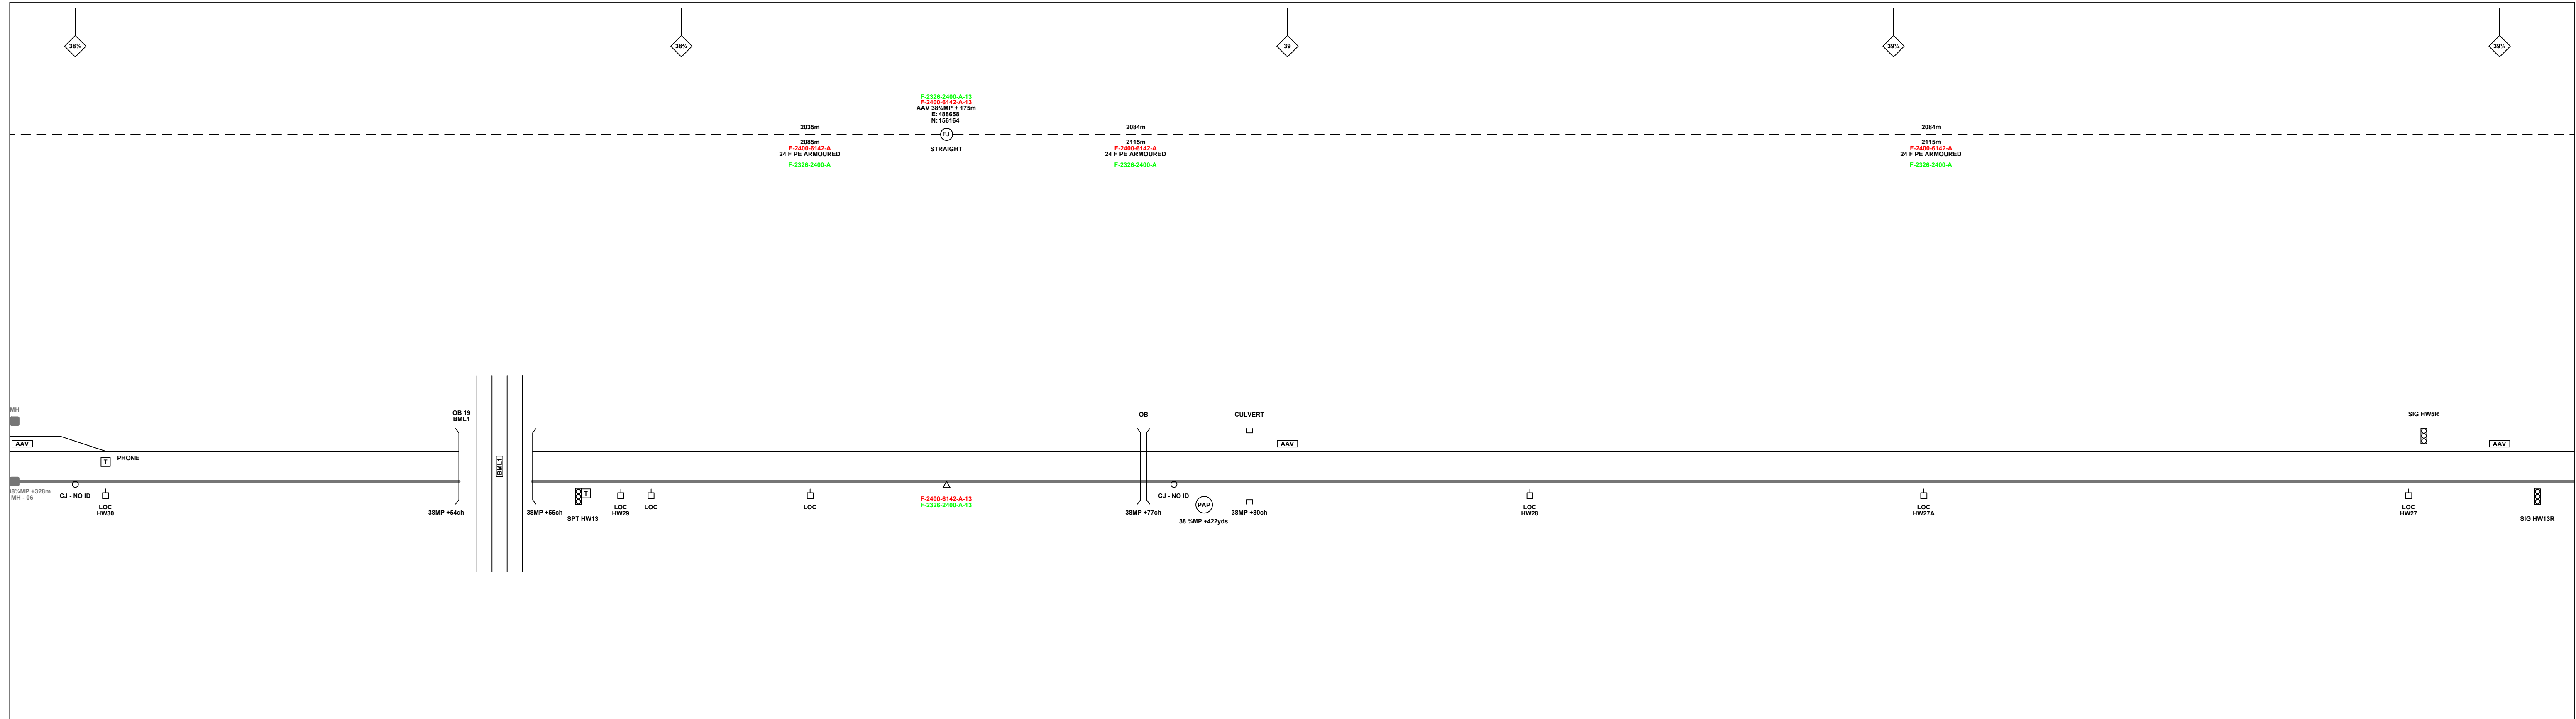 38½
38¾
39
39¼
39½
F-2326-2400-A-13
F-2400-6142-A-13
AAV 38¾MP + 175m
E: 488658
N: 156164
FJ
STRAIGHT
2035m
2085m
F-2400-6142-A
24 F PE ARMOURED
F-2326-2400-A
2084m
2115m
F-2400-6142-A
24 F PE ARMOURED
F-2326-2400-A
2084m
2115m
F-2400-6142-A
24 F PE ARMOURED
F-2326-2400-A
MH
AAV
T
PHONE
MH - 06
CJ - NO ID
LOC
HW30
OB 19
BML1
38MP +54ch
BML1
38MP +55ch
T
SPT HW13
LOC
HW29
LOC
LOC
F-2400-6142-A-13
F-2326-2400-A-13
OB
38MP +77ch
CJ - NO ID
PAP
38 ¾MP +422yds
CULVERT
38MP +80ch
AAV
LOC
HW28
LOC
HW27A
LOC
HW27
SIG HW5R
AAV
SIG HW13R